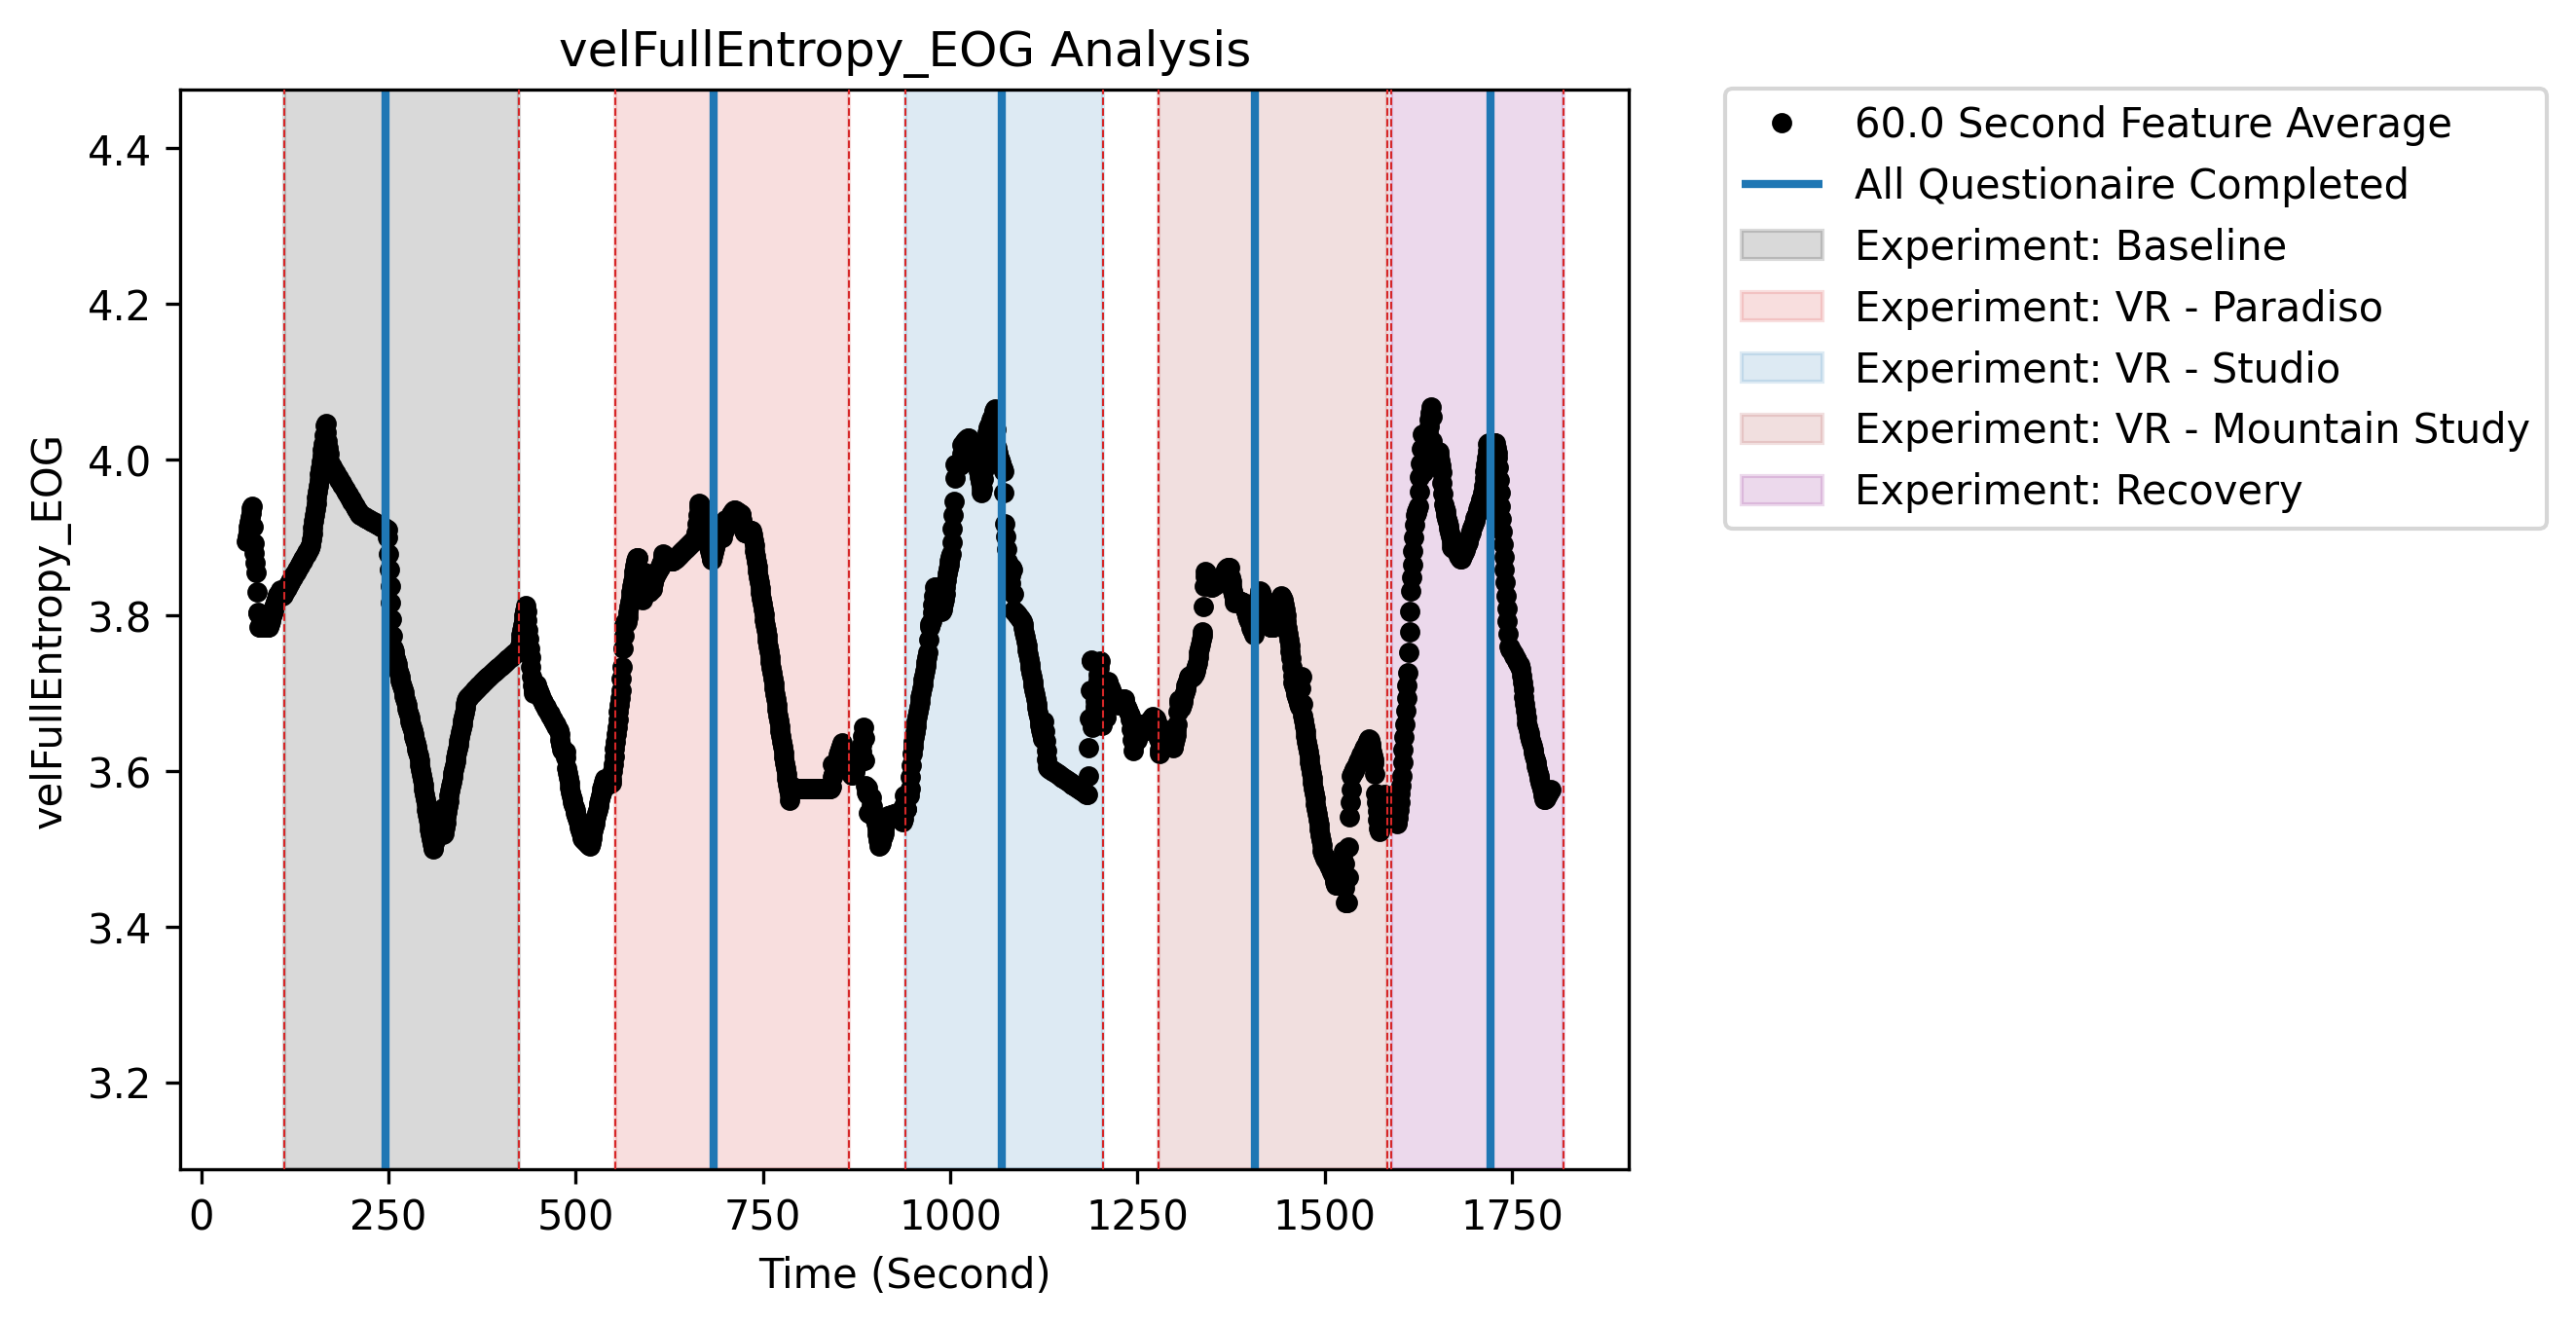 velFullEntropy_EOG Analysis
velFullEntropy_EOG
4.4
4.2
4.0
3.8
3.6
3.4
3.2
0
250
500
750
1000
1250
1500
1750
Time (Second)
60.0 Second Feature Average
All Questionaire Completed
Experiment: Baseline
Experiment: VR - Paradiso
Experiment: VR - Studio
Experiment: VR - Mountain Study
Experiment: Recovery